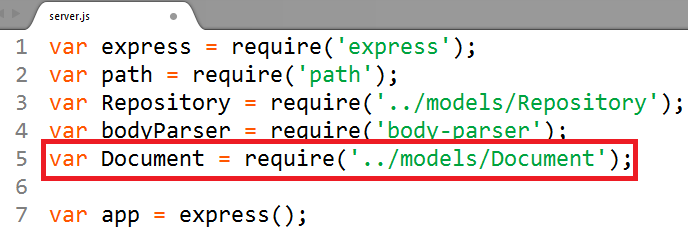 server.js
1 var express = require('express');
2 var path = require('path');
3 var Repository = require('../models/Repository');
4 var bodyParser = require('body-parser');
5 var Document = require('../models/Document');
6
7 var app = express();